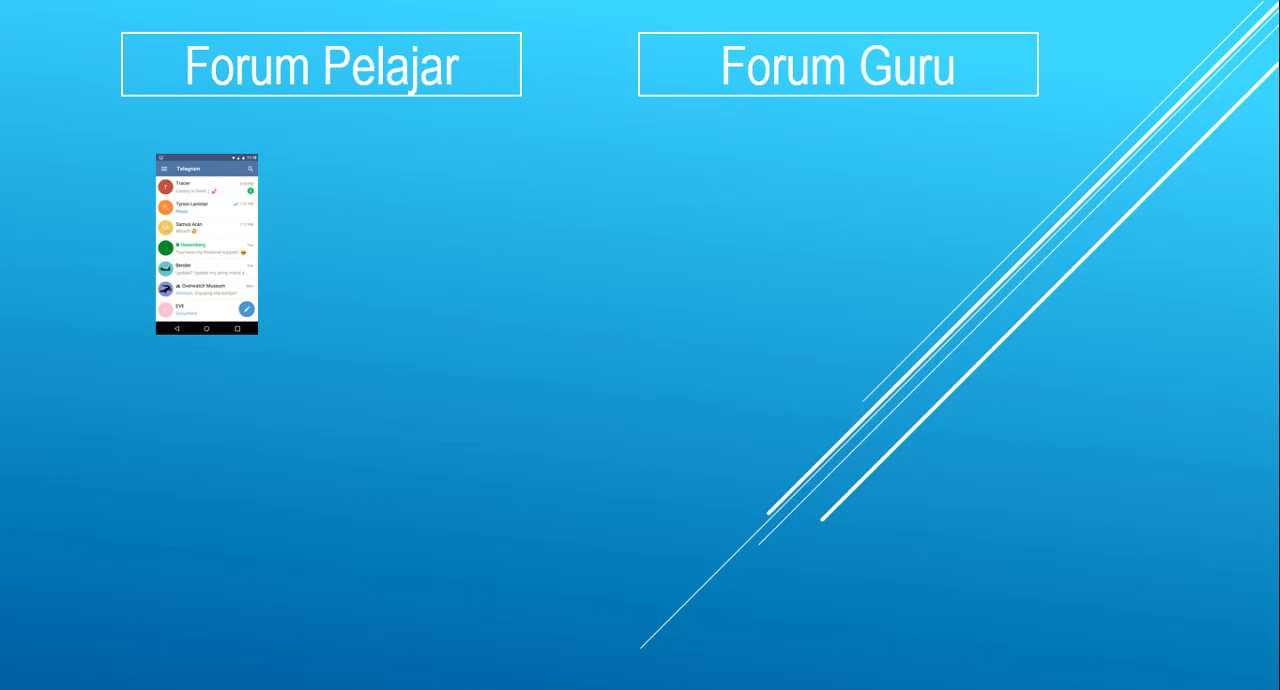 Forum Pelajar
Forum Guru
Telegram
Tracer
Tyrion Lannister
Photo
Samus Aran
Heisenberg
Bender
Overwatch Museum
EVE
Document